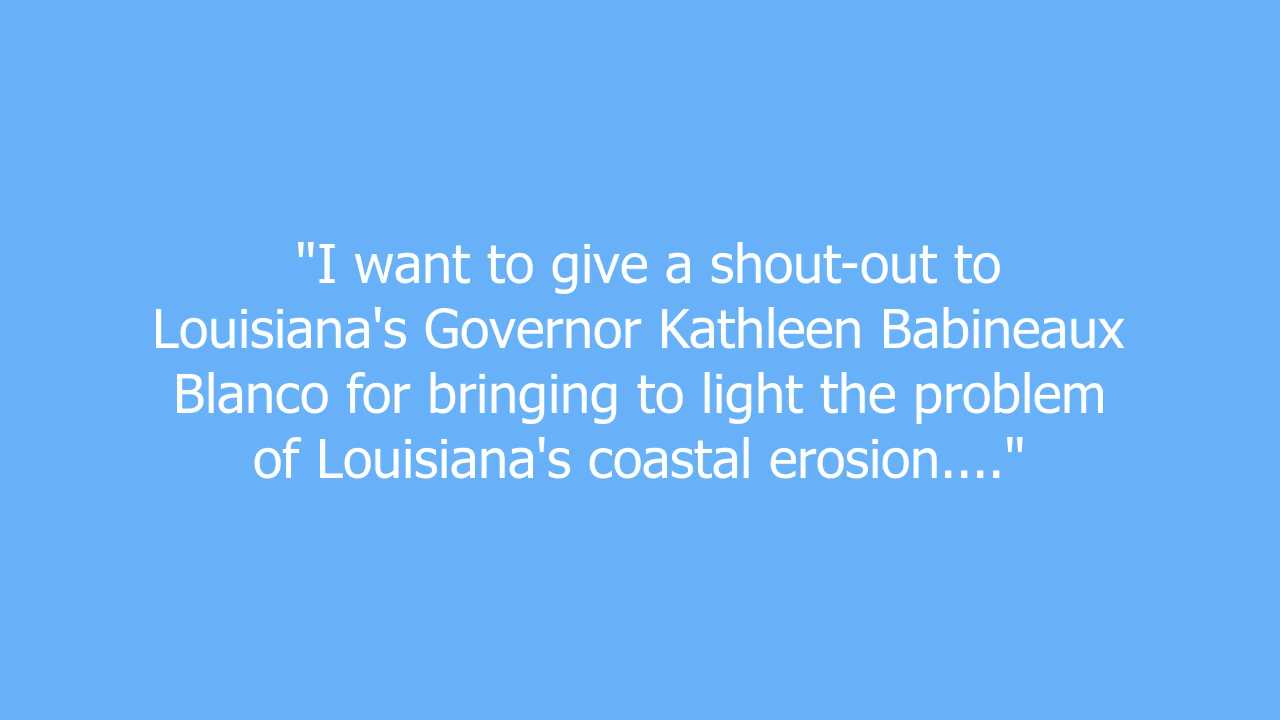 "I want to give a shout-out to
Louisiana's Governor Kathleen Babineaux
Blanco for bringing to light the problem
of Louisiana's coastal erosion...."